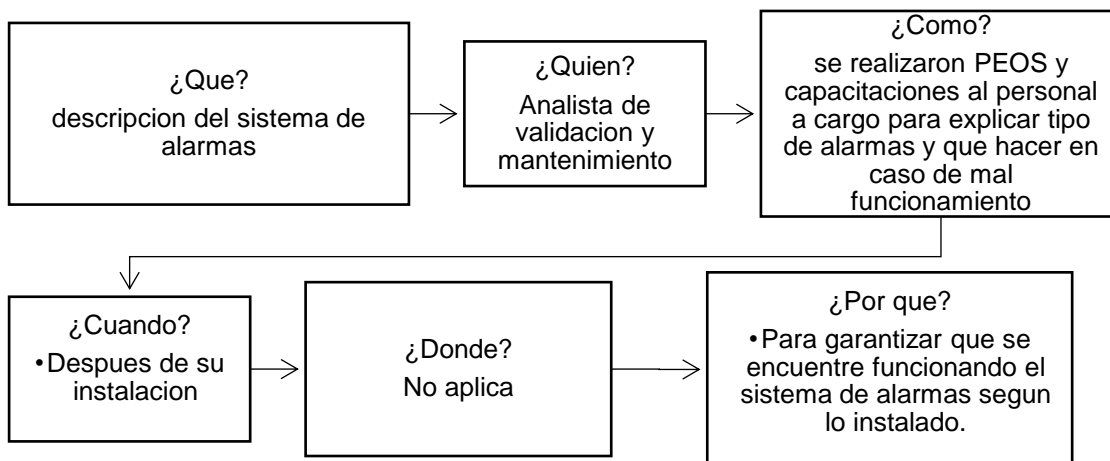 ¿Que?
descripcion del sistema de
alarmas
¿Quien?
Analista de
validacion y
mantenimiento
¿Como?
se realizaron PEOS y
capacitaciones al personal
a cargo para explicar tipo
de alarmas y que hacer en
caso de mal
funcionamiento
¿Cuando?
•Despues de su
instalacion
¿Donde?
No aplica
¿Por que?
•Para garantizar que se
encuentre funcionando el
sistema de alarmas segun
lo instalado.